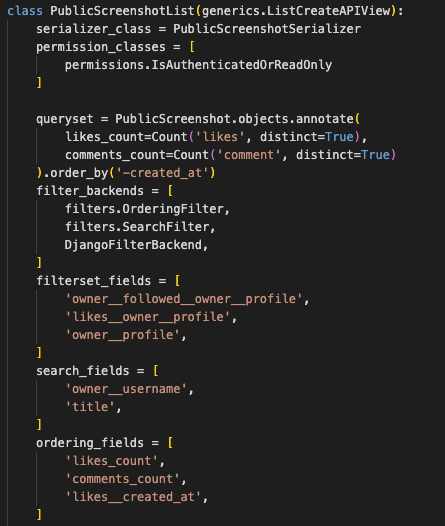 class PublicScreenshotList(generics.ListCreateAPIView):
    serializer_class = PublicScreenshotSerializer
    permission_classes = [
        permissions.IsAuthenticatedOrReadOnly
    ]

    queryset = PublicScreenshot.objects.annotate(
        likes_count=Count('likes', distinct=True),
        comments_count=Count('comment', distinct=True)
    ).order_by('-created_at')
    filter_backends = [
        filters.OrderingFilter,
        filters.SearchFilter,
        DjangoFilterBackend,
    ]
    filterset_fields = [
        'owner__followed__owner__profile',
        'likes__owner__profile',
        'owner__profile',
    ]
    search_fields = [
        'owner__username',
        'title',
    ]
    ordering_fields = [
        'likes_count',
        'comments_count',
        'likes__created_at',
    ]